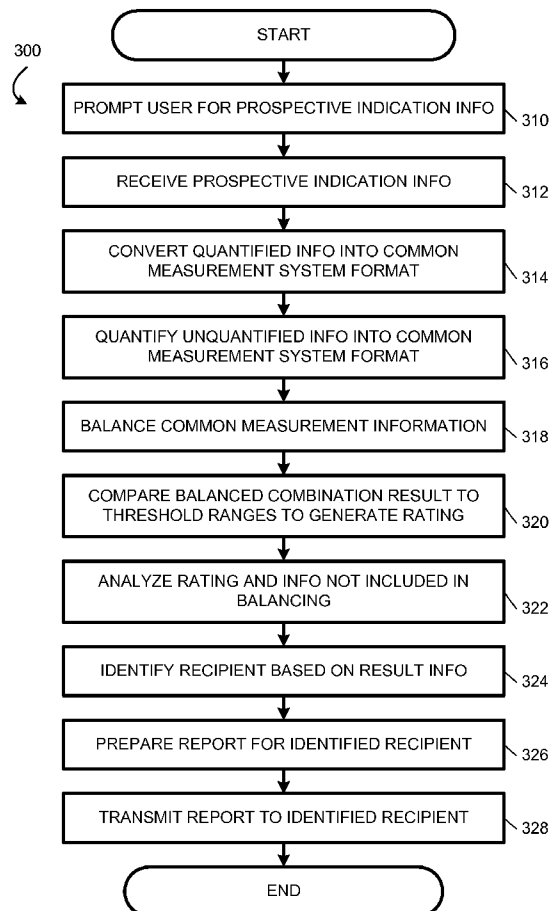 START
300
PROMPT USER FOR PROSPECTIVE INDICATION INFO
310
RECEIVE PROSPECTIVE INDICATION INFO
312
CONVERT QUANTIFIED INFO INTO COMMON
MEASUREMENT SYSTEM FORMAT
314
QUANTIFY UNQUANTIFIED INFO INTO COMMON
MEASUREMENT SYSTEM FORMAT
316
BALANCE COMMON MEASUREMENT INFORMATION
318
COMPARE BALANCED COMBINATION RESULT TO
THRESHOLD RANGES TO GENERATE RATING
320
ANALYZE RATING AND INFO NOT INCLUDED IN
BALANCING
322
IDENTIFY RECIPIENT BASED ON RESULT INFO
324
PREPARE REPORT FOR IDENTIFIED RECIPIENT
326
TRANSMIT REPORT TO IDENTIFIED RECIPIENT
328
END